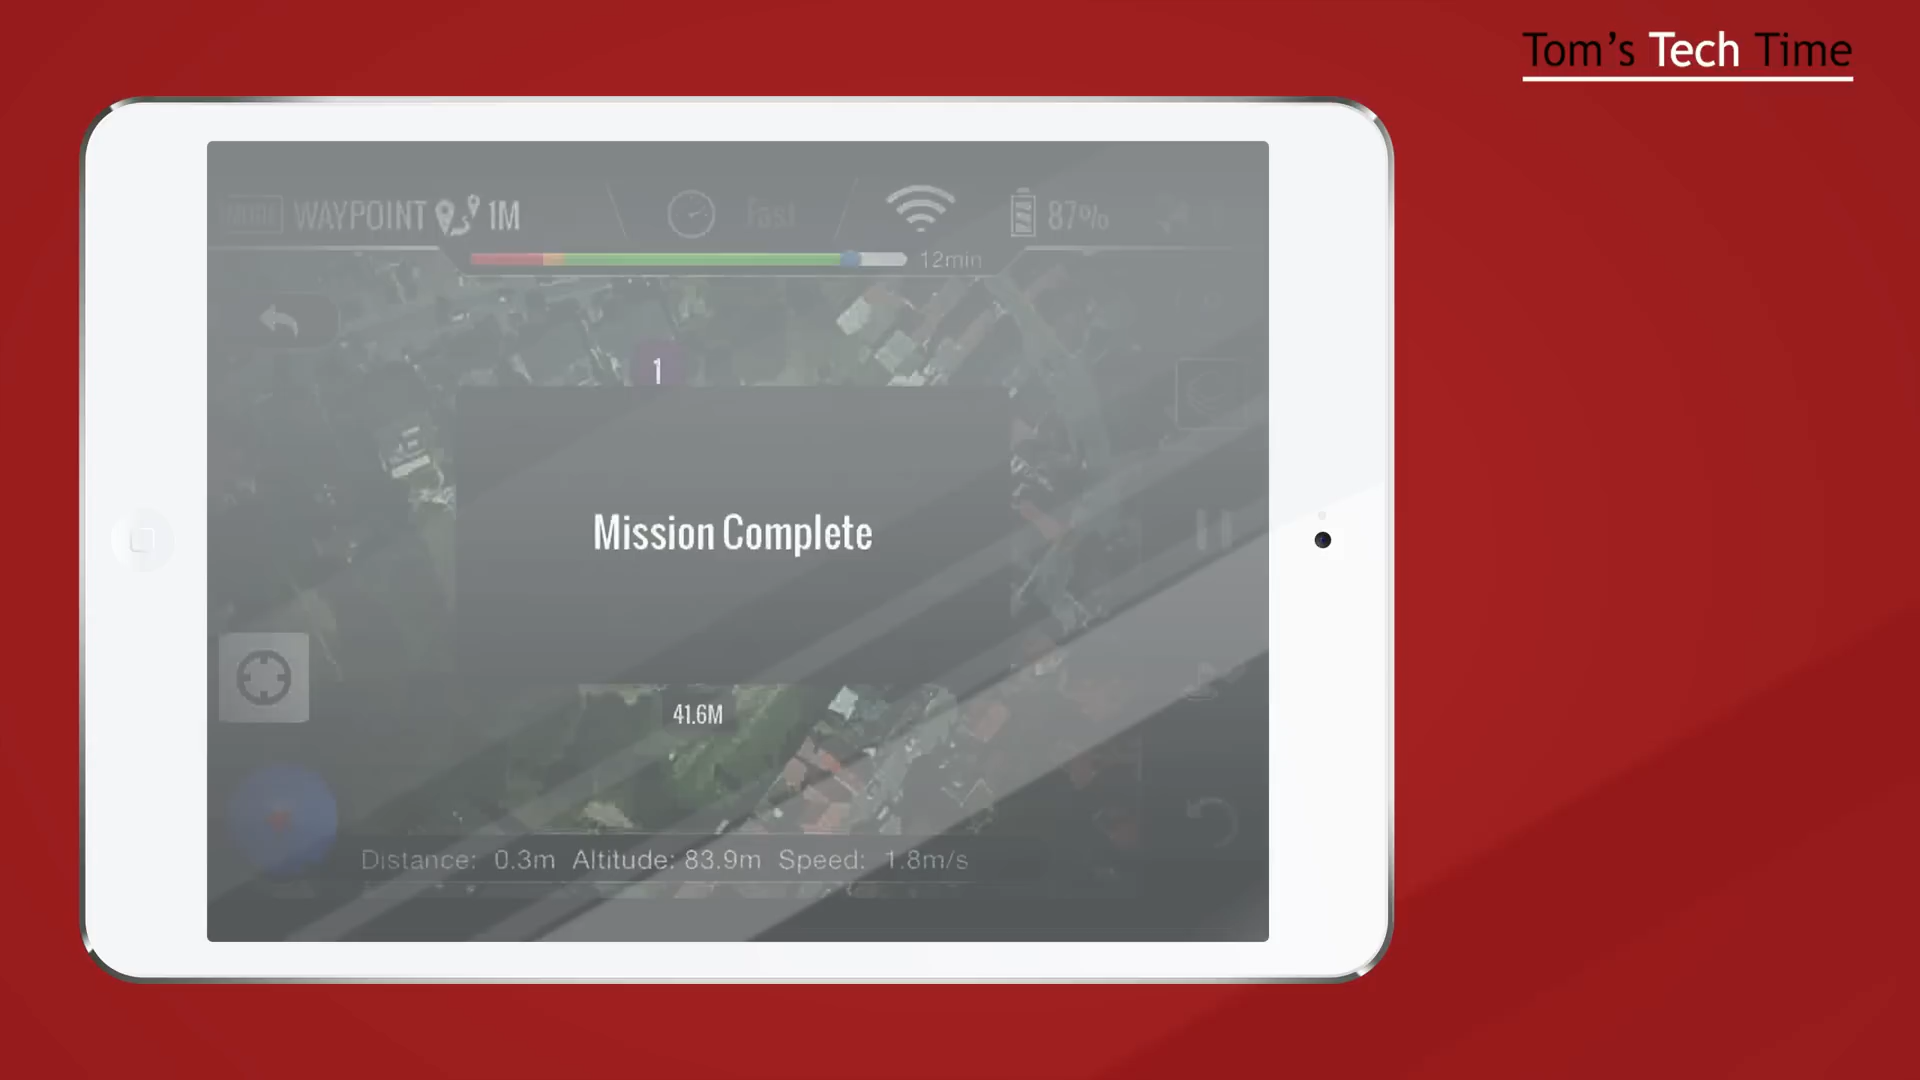 Tom's Tech Time
MODE WAYPOINT 1M Fast 87%
12min
1
Mission Complete
41.6M
Distance: 0.3m Altitude: 83.9m Speed: 1.8m/s